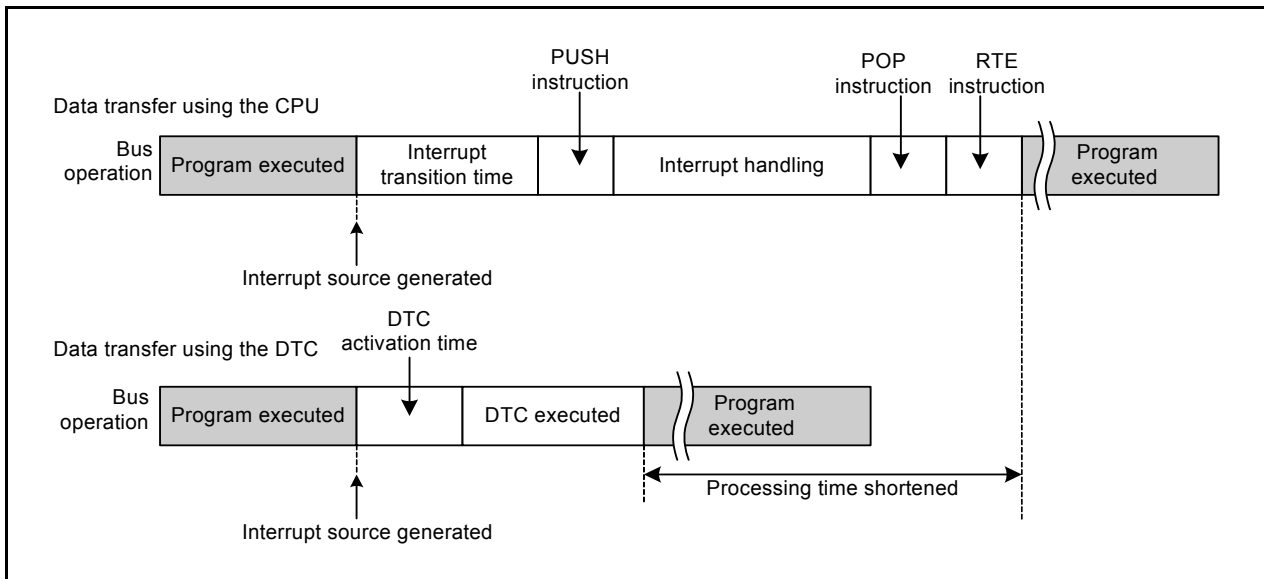 PUSH
instruction
POP
instruction
RTE
instruction
Data transfer using the CPU
Bus
operation
Program executed
Interrupt
transition time
Interrupt handling
Program
executed
Interrupt source generated
DTC
activation time
Data transfer using the DTC
Bus
operation
Program executed
DTC executed
Program
executed
Processing time shortened
Interrupt source generated